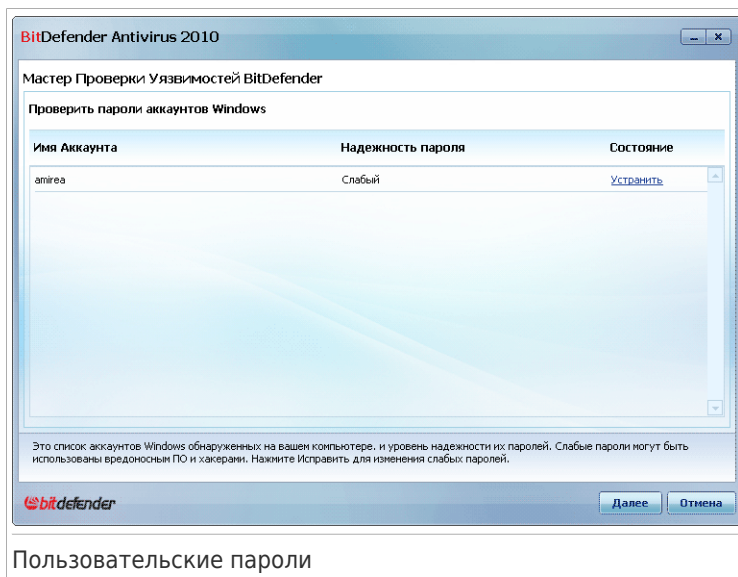 BitDefender Antivirus 2010
Мастер Проверки Уязвимостей BitDefender
Проверить пароли аккаунтов Windows
Имя Аккаунта Надежность пароля Состояние
amirea Слабый Устранить
Это список аккаунтов Windows обнаруженных на вашем компьютере. и уровень надежности их паролей. Слабые пароли могут быть
использованы вредоносным ПО и хакерами. Нажмите Исправить для изменения слабых паролей.
bitdefender Далее Отмена
Пользовательские пароли